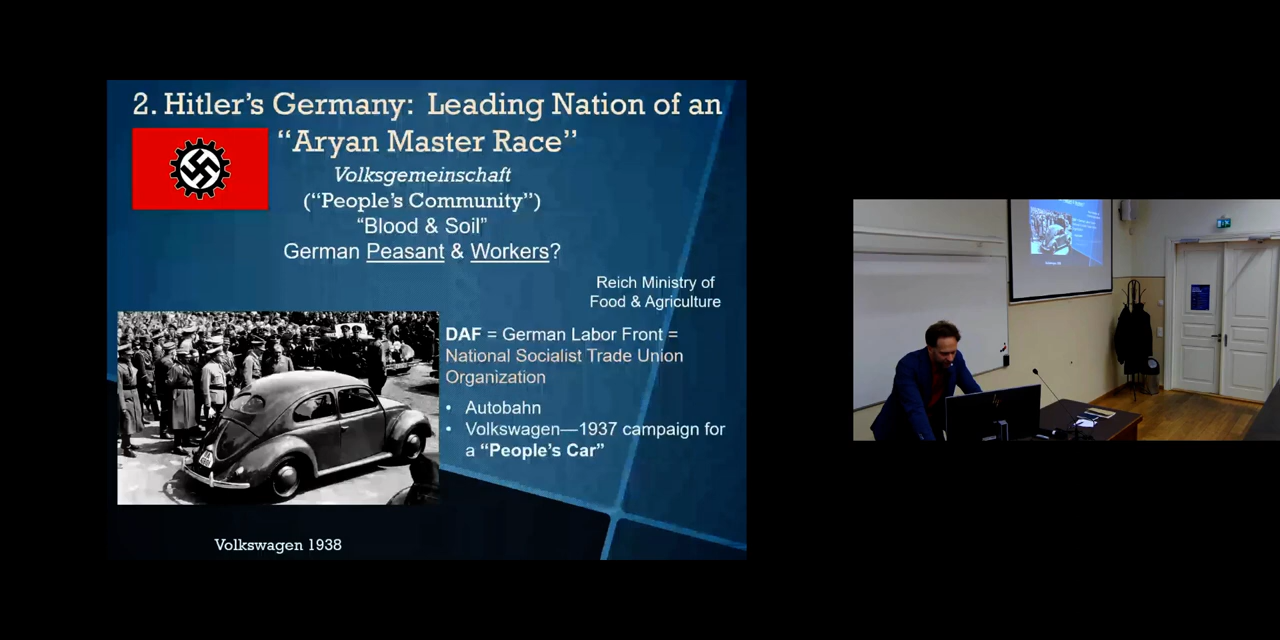 2. Hitler's Germany: Leading Nation of an
"Aryan Master Race"
Volksgemeinschaft
("People's Community")
"Blood & Soil"
German Peasant & Workers?
Reich Ministry of
Food & Agriculture
DAF = German Labor Front =
National Socialist Trade Union
Organization
• Autobahn
• Volkswagen—1937 campaign for
a "People's Car"
Volkswagen 1938